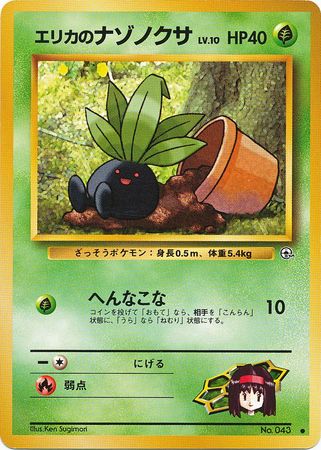 エリカのナゾノクサ LV.10 HP40
ざっそうポケモン：身長0.5m、体重5.4kg
へんなこな 10
コインを投げて「おもて」なら、相手を「こんらん」
状態に、「うら」なら「ねむり」状態にする。
にげる
弱点
Illus.Ken Sugimori No. 043